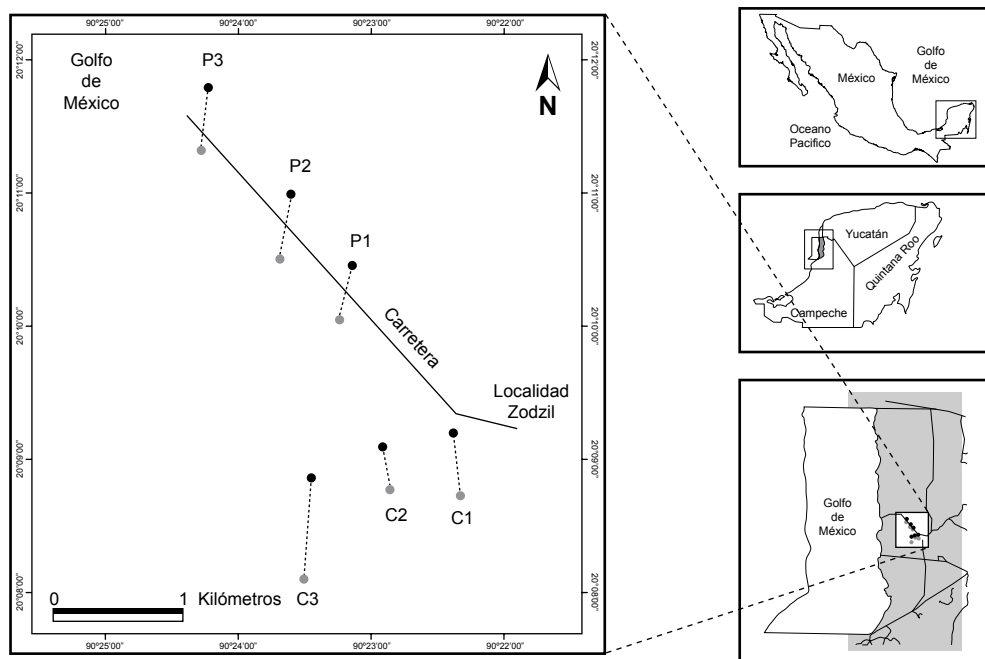 90°25'00"
90°24'00"
90°23'00"
90°22'00"
20°12'00"
20°11'00"
20°10'00"
20°09'00"
20°08'00"
Golfo
de
México
P3
P2
P1
N
Carretera
Localidad
Zodzil
C1
C2
C3
0
1
Kilómetros
20°12'00"
20°11'00"
20°10'00"
20°09'00"
20°08'00"
90°25'00"
90°24'00"
90°23'00"
90°22'00"
Golfo
de
México
México
Oceano
Pacífico
Yucatán
Quintana Roo
Campeche
Golfo
de
México